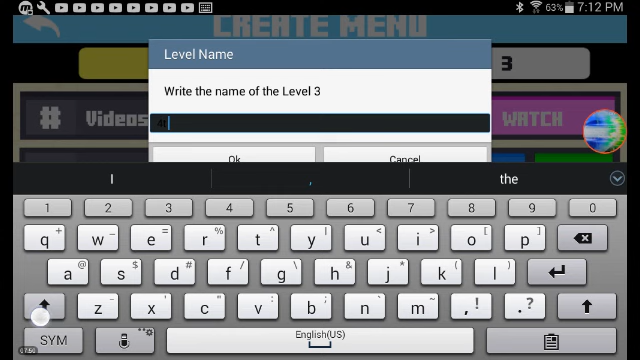 63% 7:12 PM
CREATE MENU
Level Name
3
Write the name of the Level 3
# Videos
WATCH
Ok Cancel
I , the
1 2 3 4 5 6 7 8 9 0
q + w - e = r % t ^ y | u < i > o [ p ]
a @ s $ d # f / g \ h & j * k ( l )
z - x ' c " v : b ; n , m ~ , ! . ?
SYM English(US)